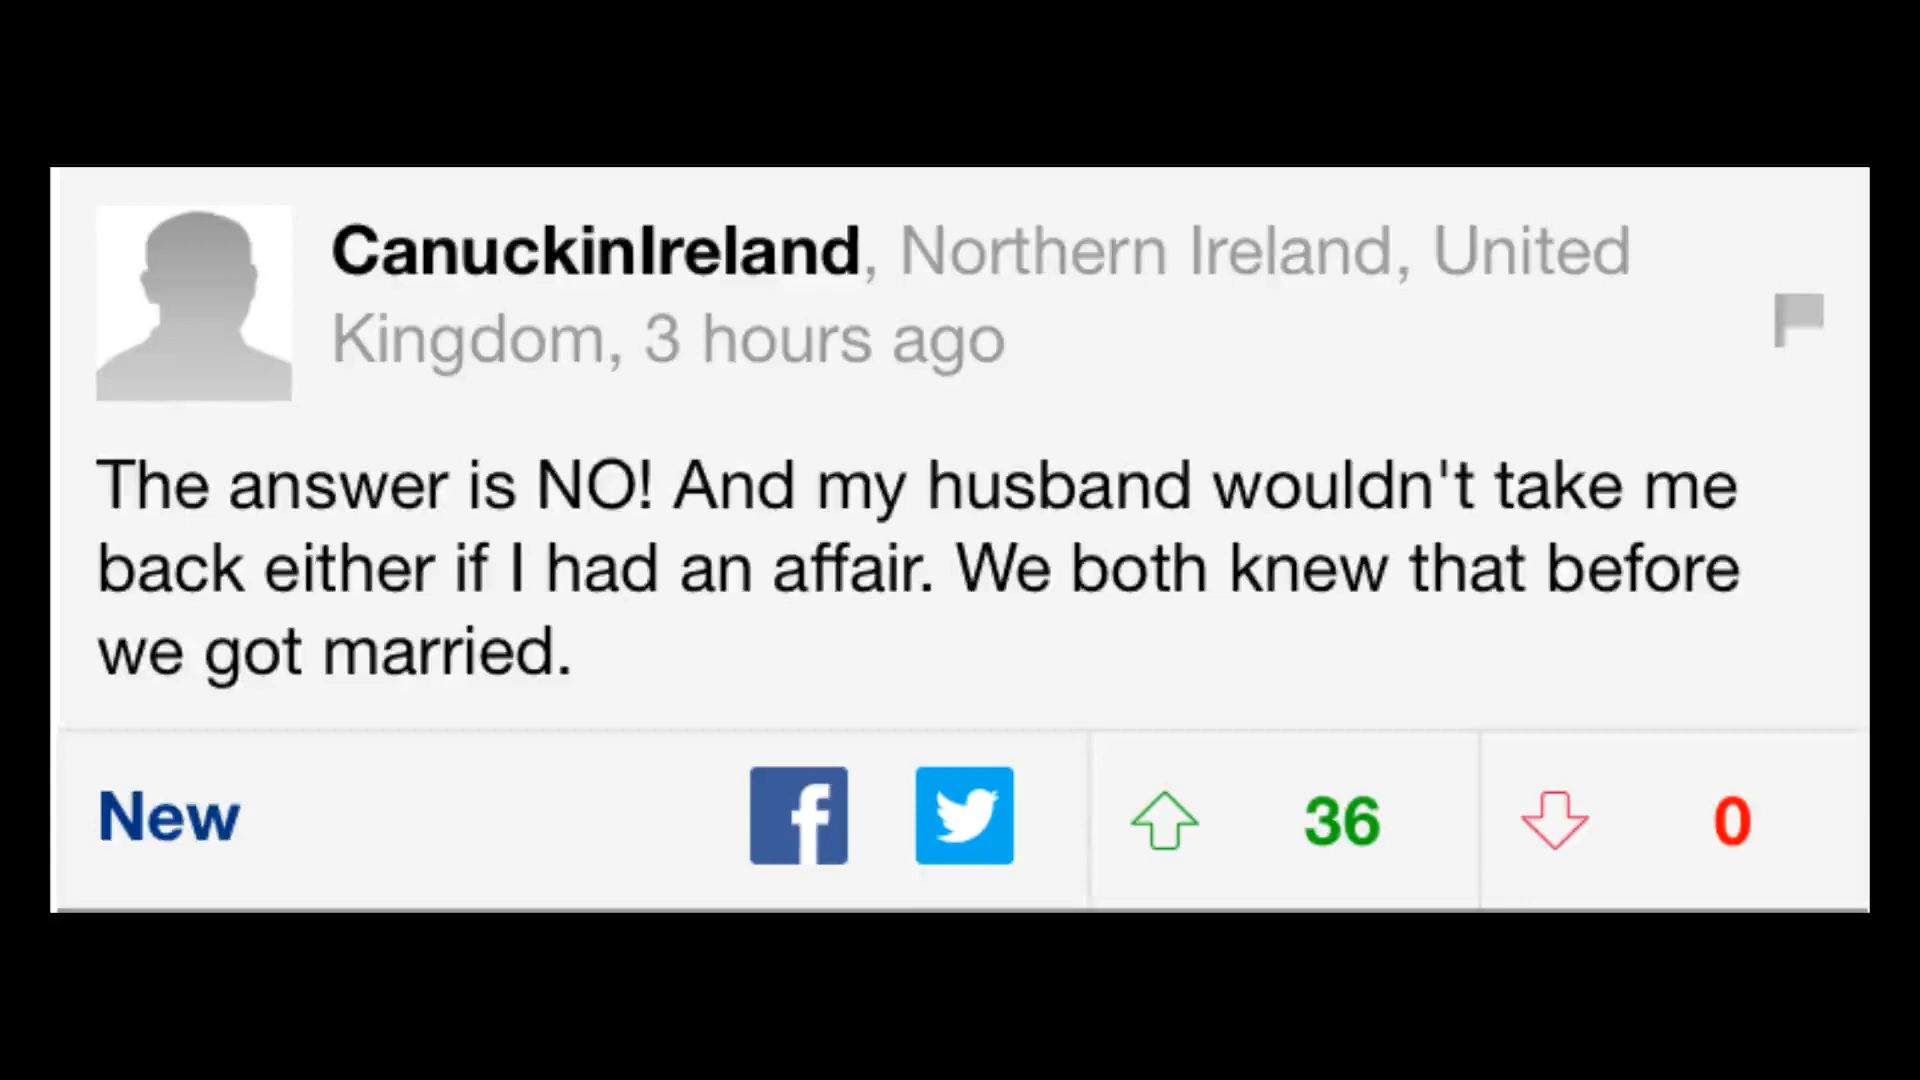 CanuckinIreland, Northern Ireland, United
Kingdom, 3 hours ago
The answer is NO! And my husband wouldn't take me
back either if I had an affair. We both knew that before
we got married.
New
36
0